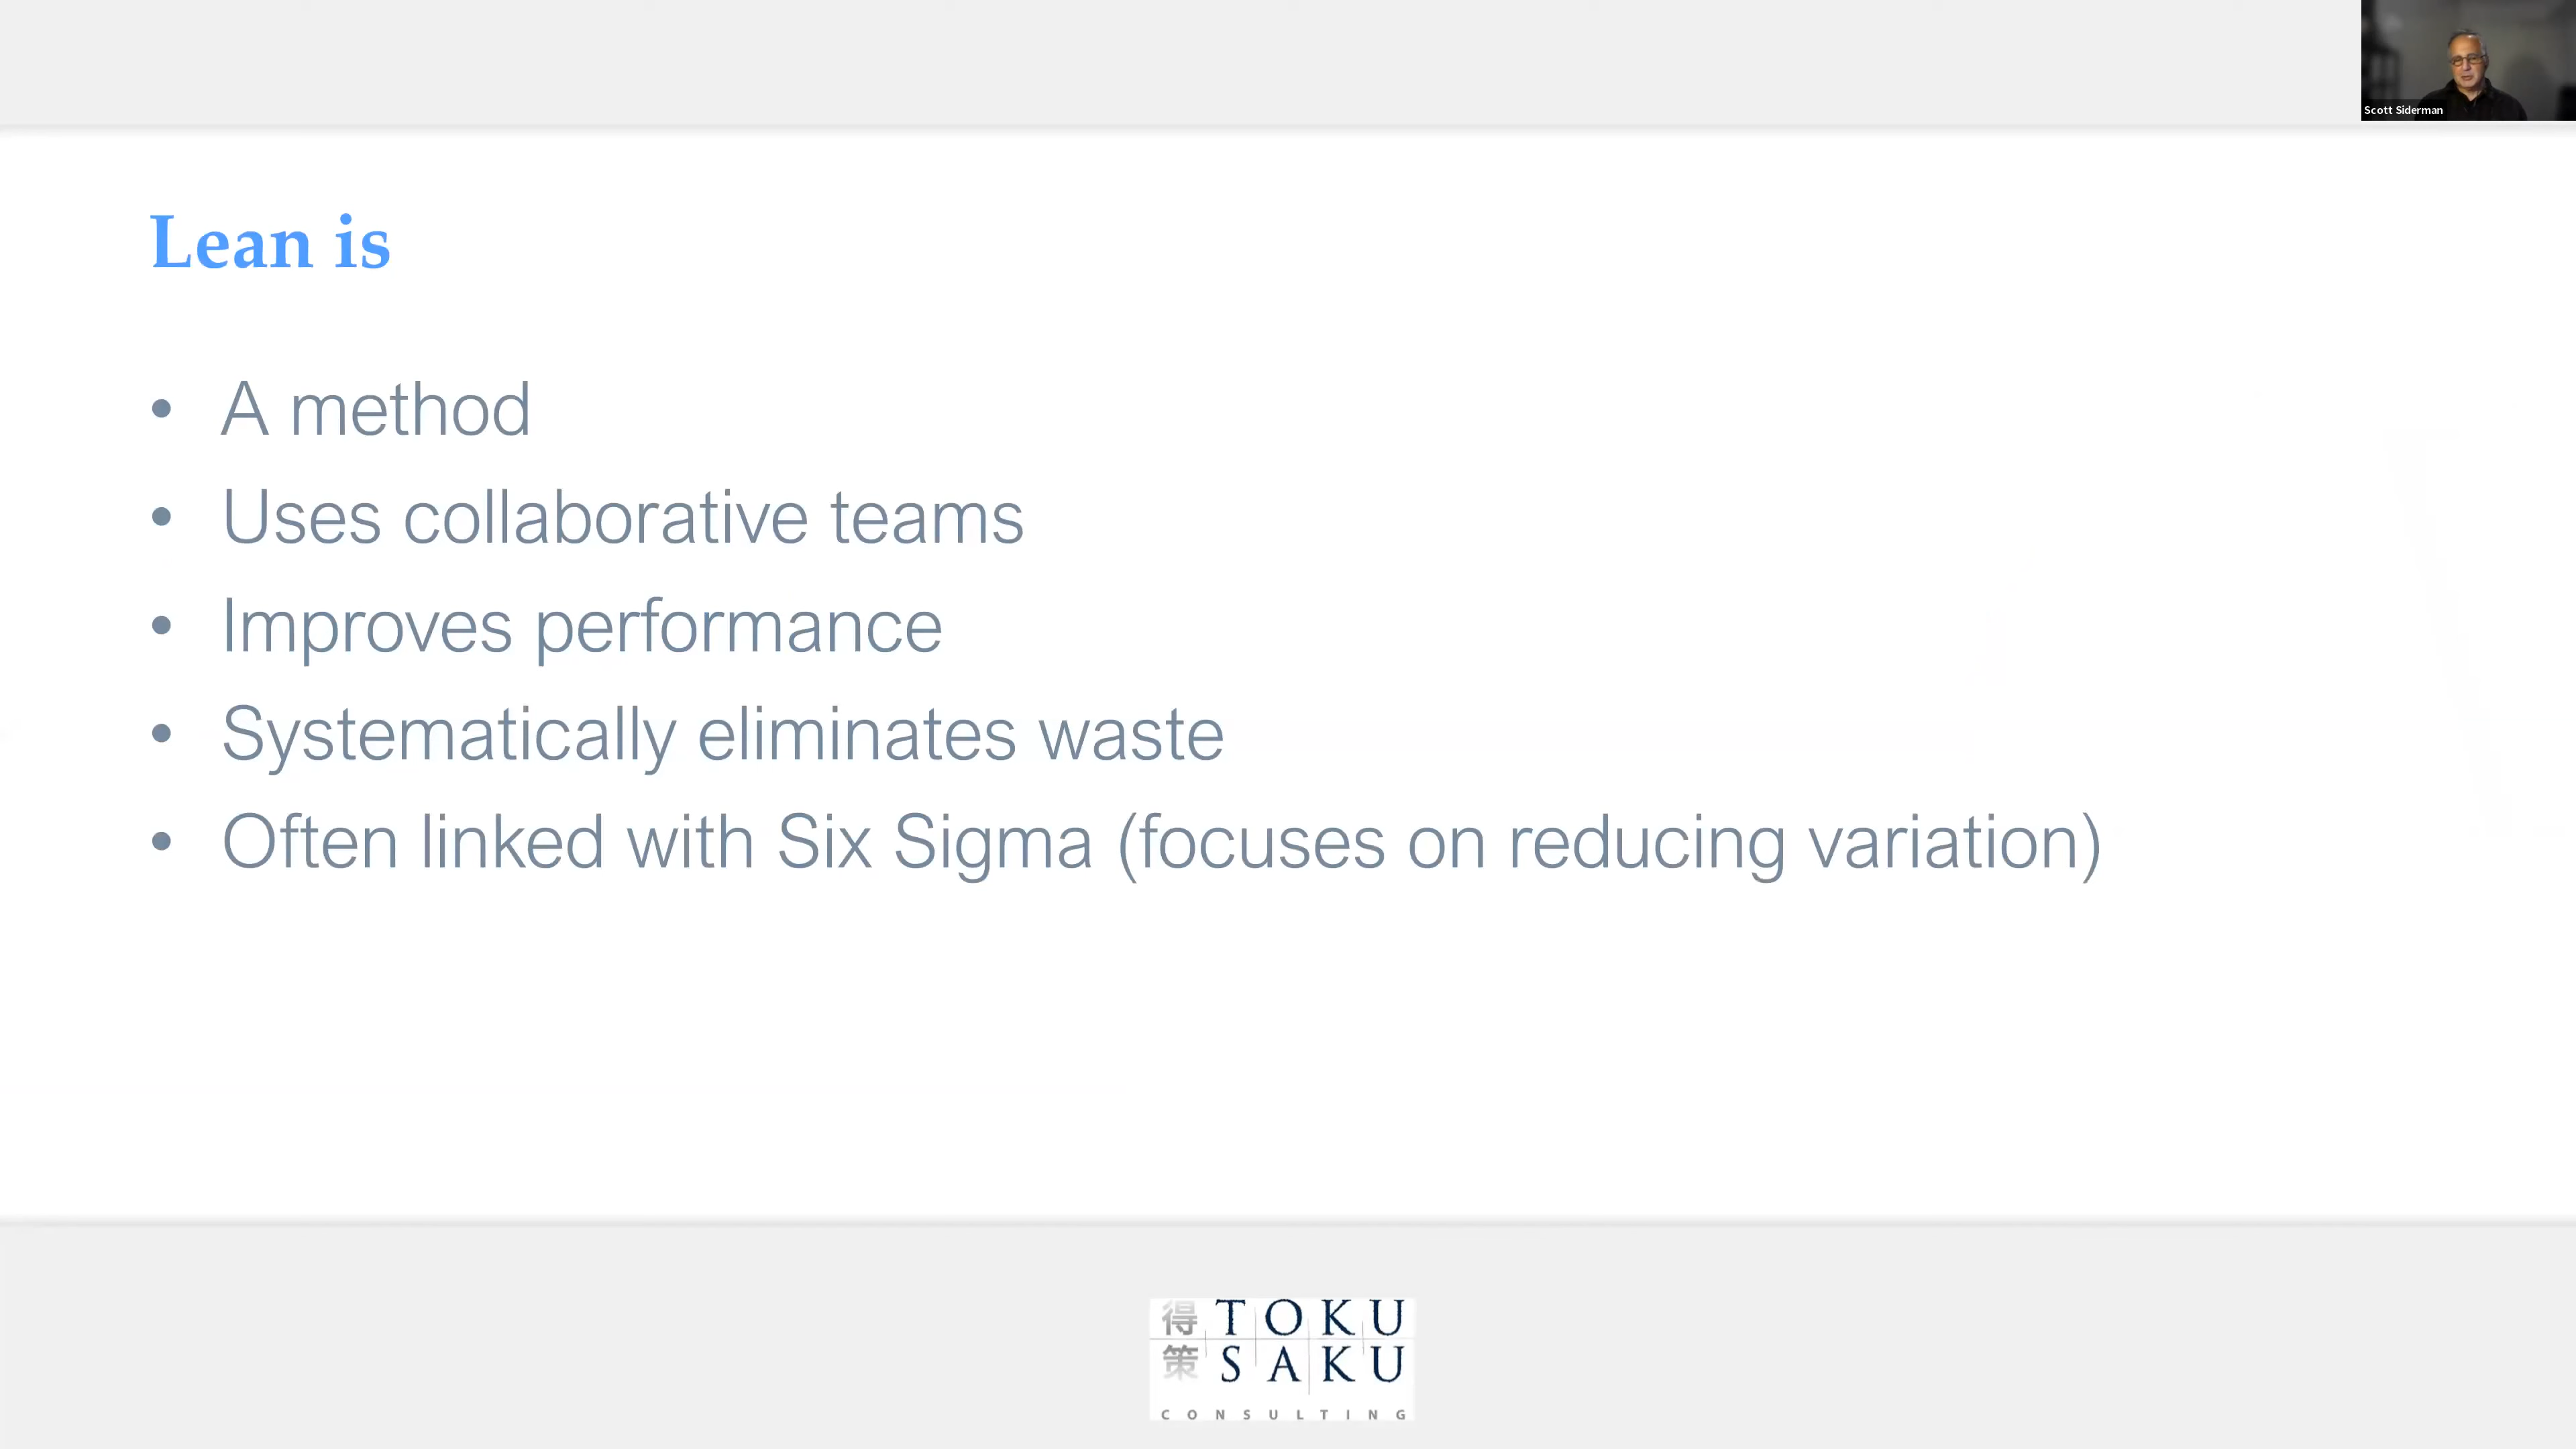 Scott Siderman
Lean is
• A method
• Uses collaborative teams
• Improves performance
• Systematically eliminates waste
• Often linked with Six Sigma (focuses on reducing variation)
得 TOKU
策 SAKU
CONSULTING